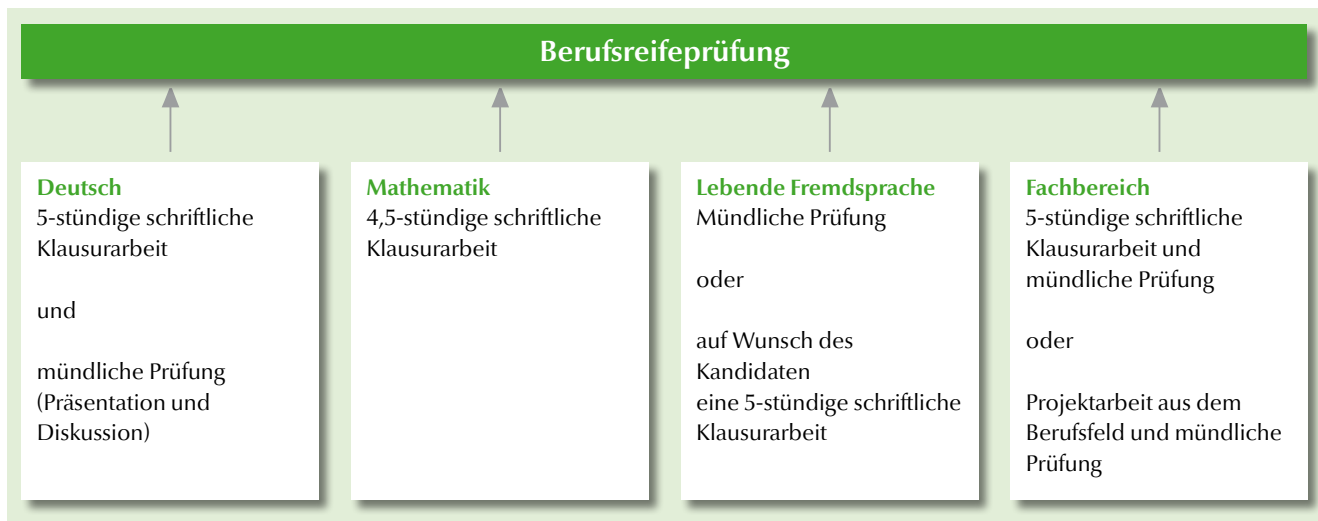 Berufsreifeprüfung
Deutsch
5-stündige schriftliche
Klausurarbeit
und
mündliche Prüfung
(Präsentation und
Diskussion)
Mathematik
4,5-stündige schriftliche
Klausurarbeit
Lebende Fremdsprache
Mündliche Prüfung
oder
auf Wunsch des
Kandidaten
eine 5-stündige schriftliche
Klausurarbeit
Fachbereich
5-stündige schriftliche
Klausurarbeit und
mündliche Prüfung
oder
Projektarbeit aus dem
Berufsfeld und mündliche
Prüfung